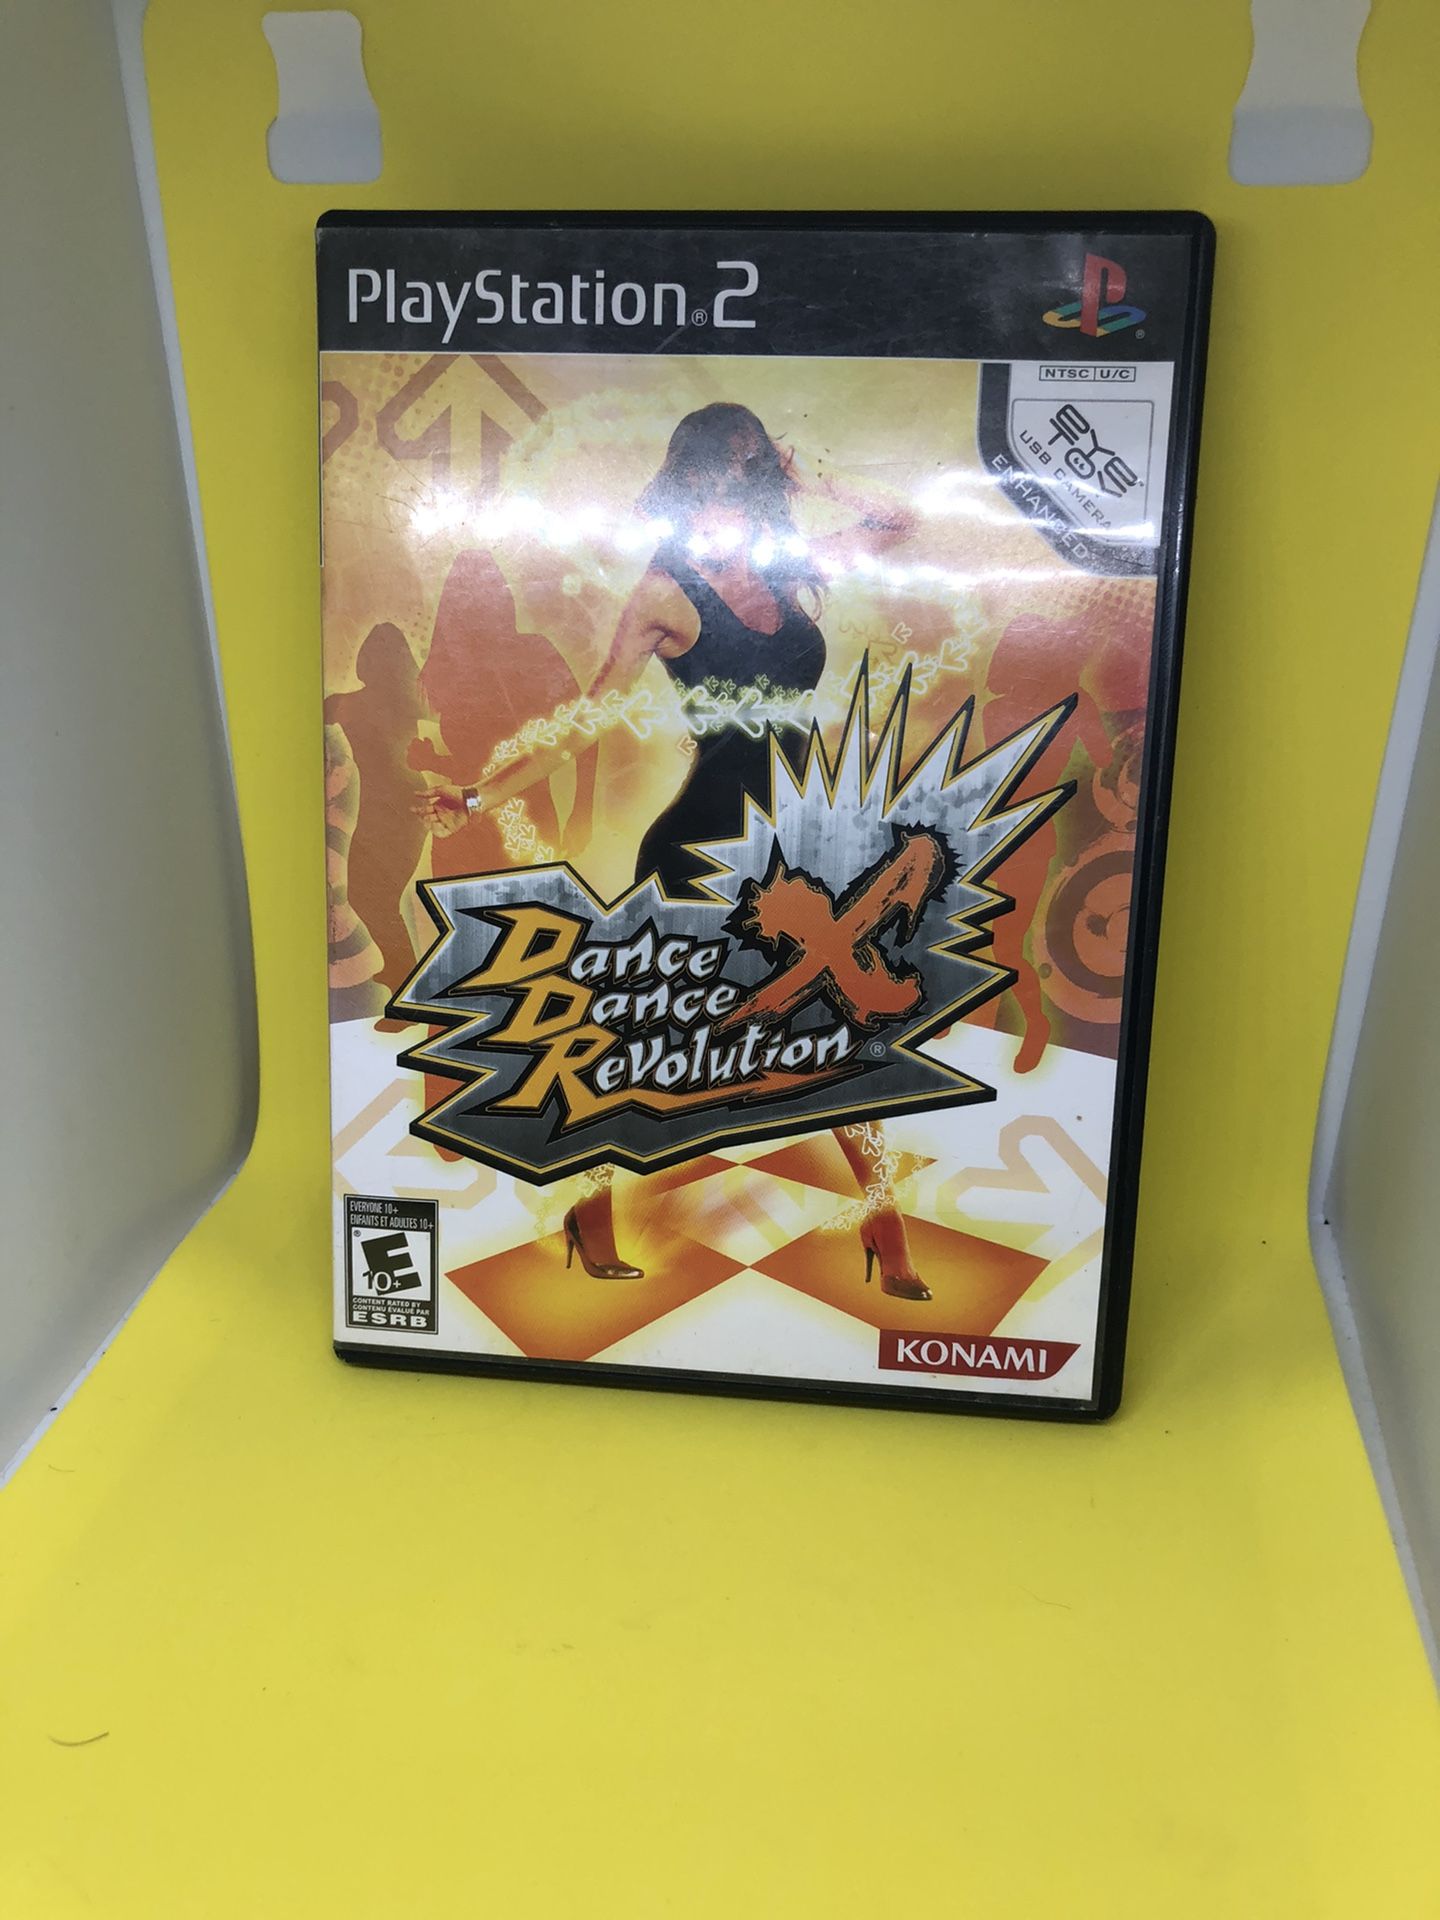 PlayStation®2
NTSC U/C
EYE TOY
USB CAMERA
ENHANCED
Dance
Dance X
Revolution®
EVERYONE 10+
ENFANTS ET ADULTES 10+
E
10+
CONTENT RATED BY
CONTENU ÉVALUÉ PAR
ESRB
KONAMI